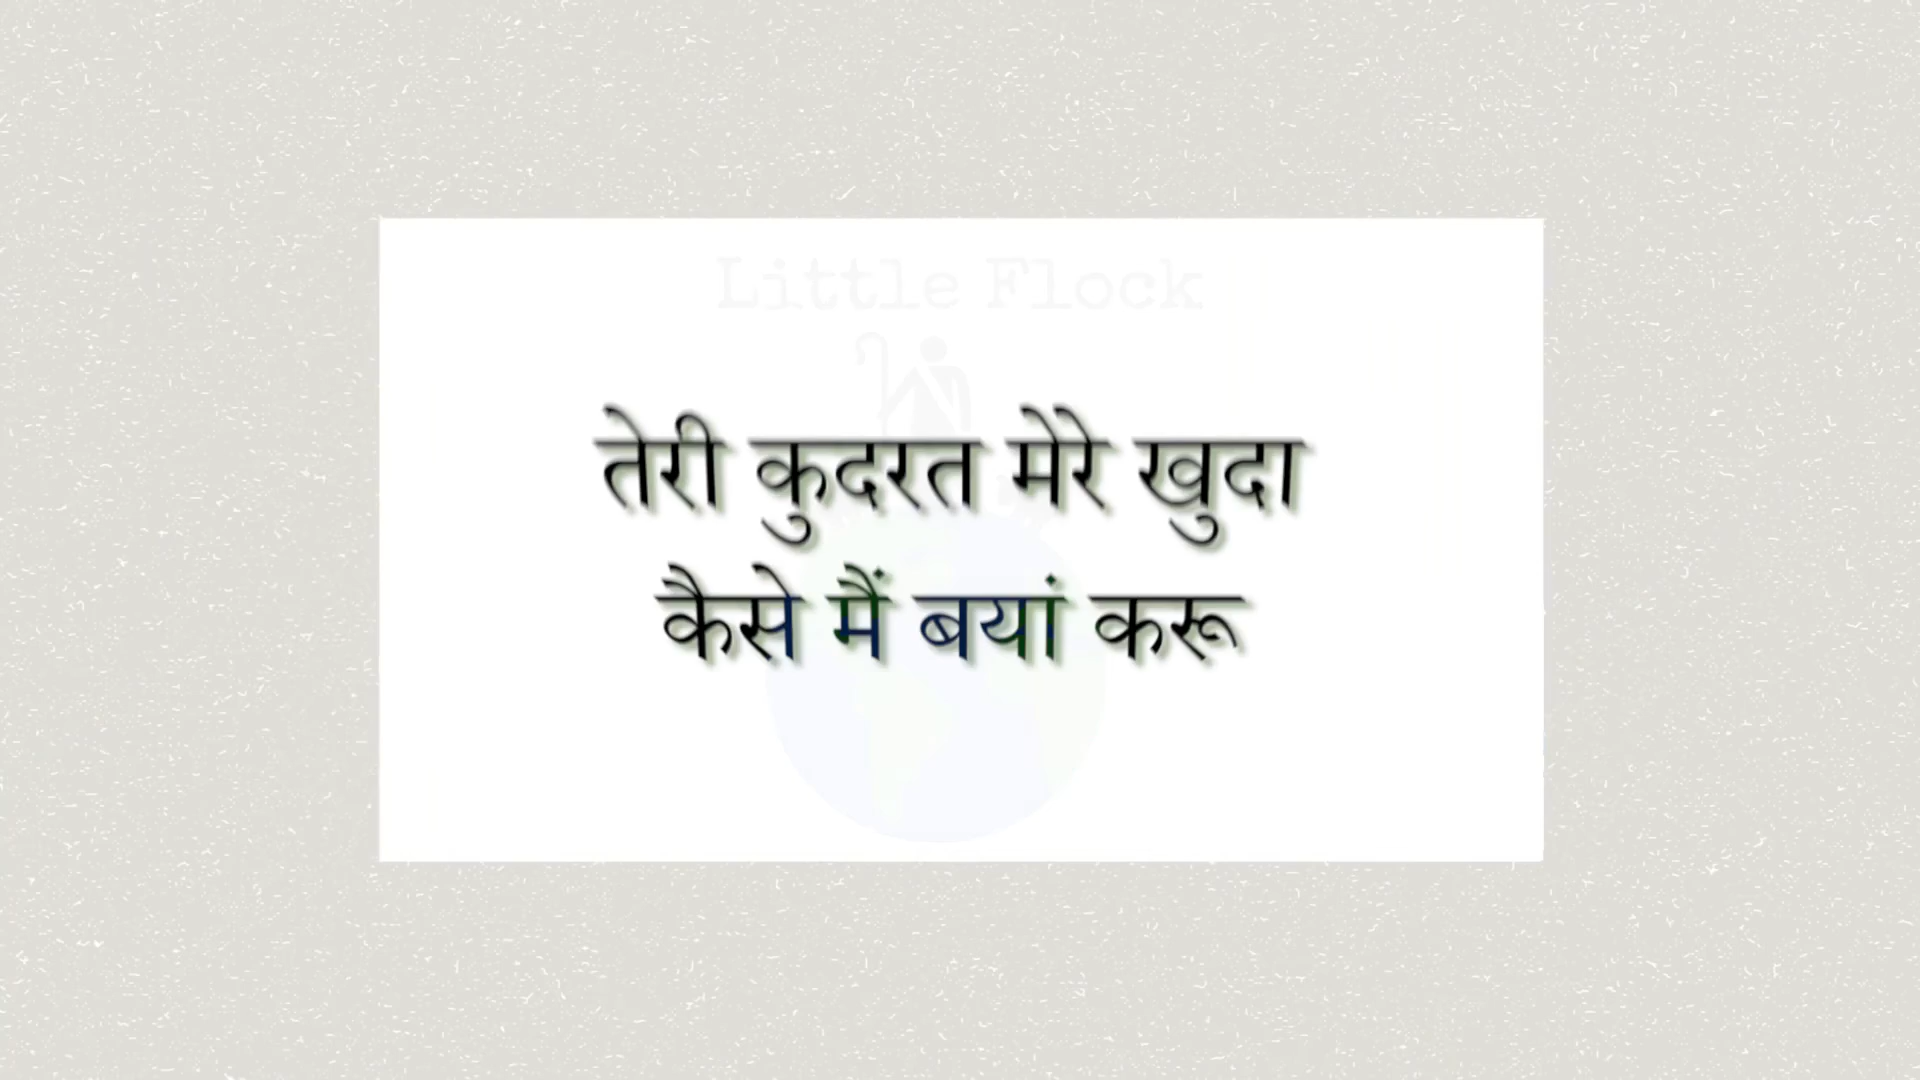 Little Flock
तेरी कुदरत मेरे खुदा
कैसे मैं बयां करू